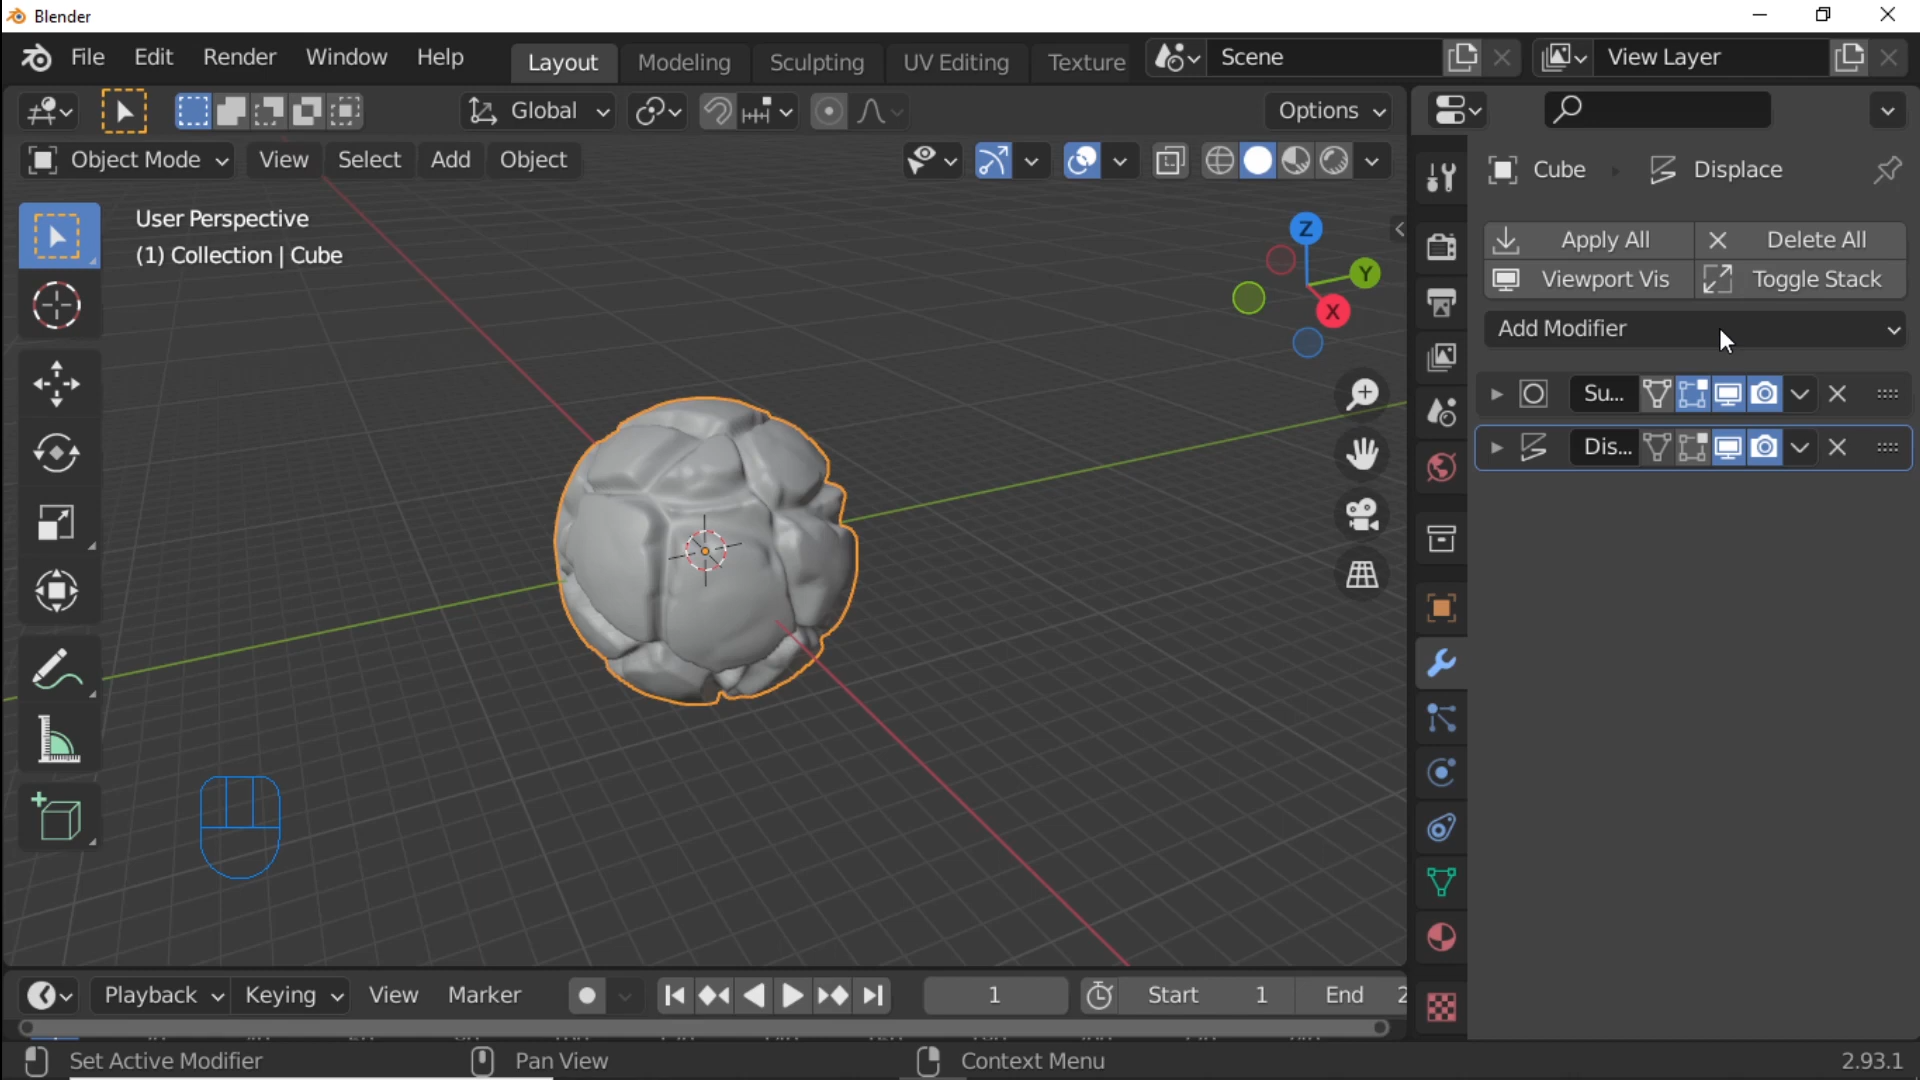 Blender
File Edit Render Window Help Layout Modeling Sculpting UV Editing Texture Scene View Layer
Global Options
Object Mode View Select Add Object
User Perspective
(1) Collection | Cube
Z
Y
X
Cube Displace
Apply All Delete All
Viewport Vis Toggle Stack
Add Modifier
Su...
Dis...
Playback Keying View Marker 1 Start 1 End 2
Set Active Modifier Pan View Context Menu 2.93.1